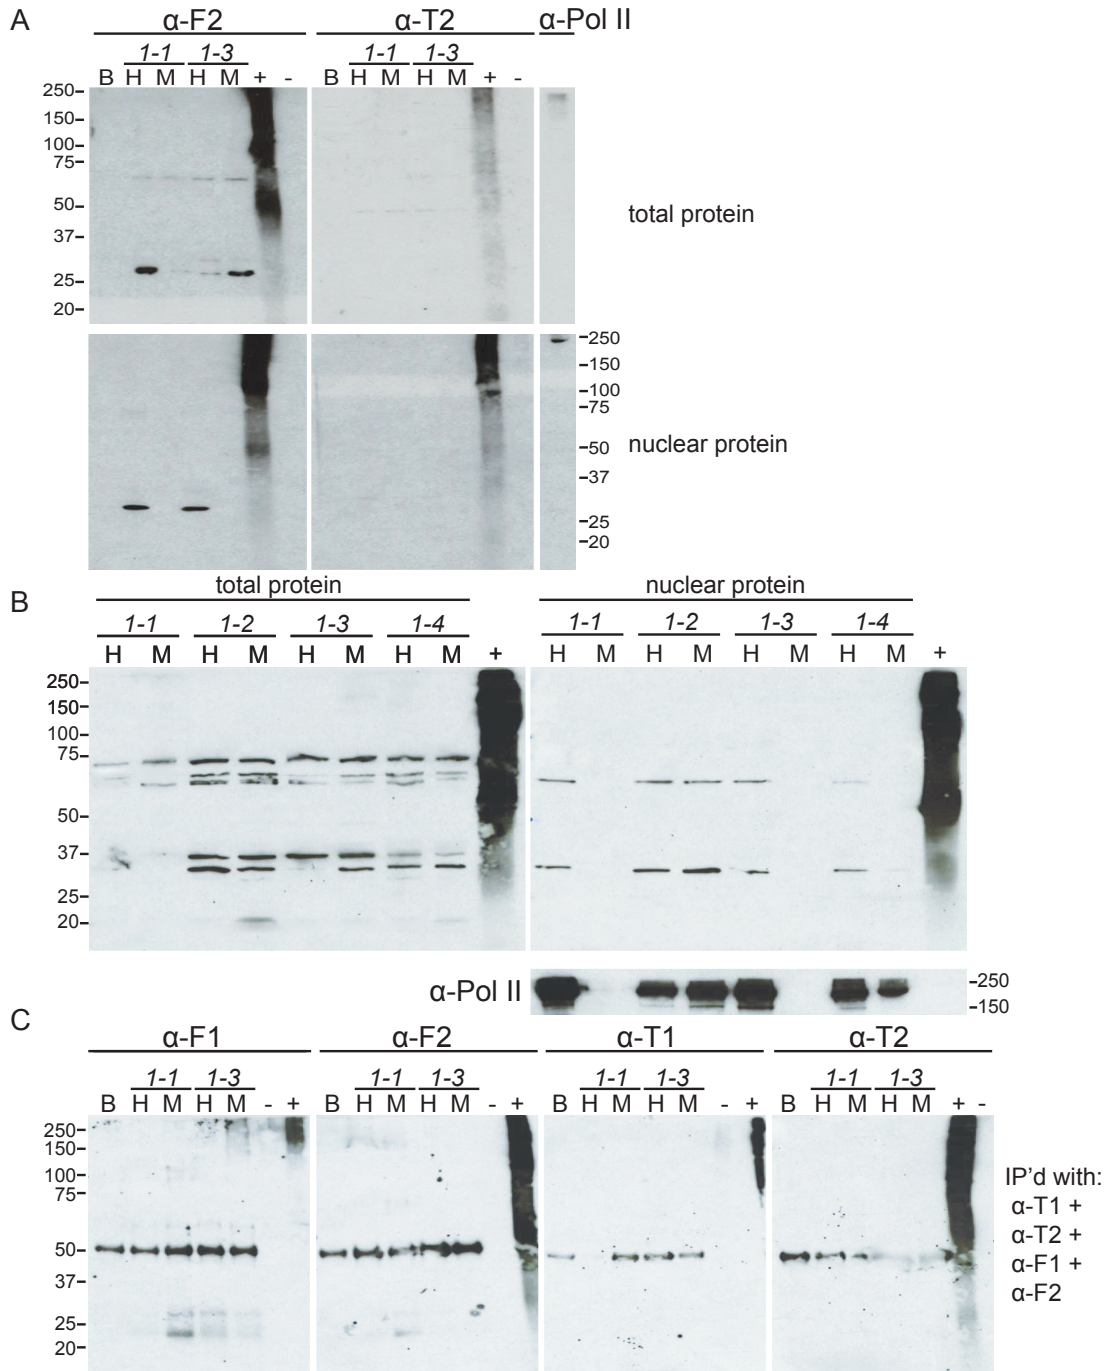 A
α-F2 α-T2 α-Pol II
1-1 1-3 1-1 1-3
B H M H M + - B H M H M + -
250-
150-
100-
75-
50-
37-
25-
20-
total protein
-250
-150
-100
-75
-50
-37
-25
-20
nuclear protein
B
total protein nuclear protein
1-1 1-2 1-3 1-4 1-1 1-2 1-3 1-4
H M H M H M H M + H M H M H M H M +
250-
150-
100-
75-
50-
37-
25-
20-
α-Pol II
-250
-150
C
α-F1 α-F2 α-T1 α-T2
1-1 1-3 1-1 1-3 1-1 1-3 1-1 1-3
B H M H M - + B H M H M - + B H M H M - + B H M H M + -
250-
150-
100-
75-
50-
37-
25-
20-
IP'd with:
α-T1 +
α-T2 +
α-F1 +
α-F2